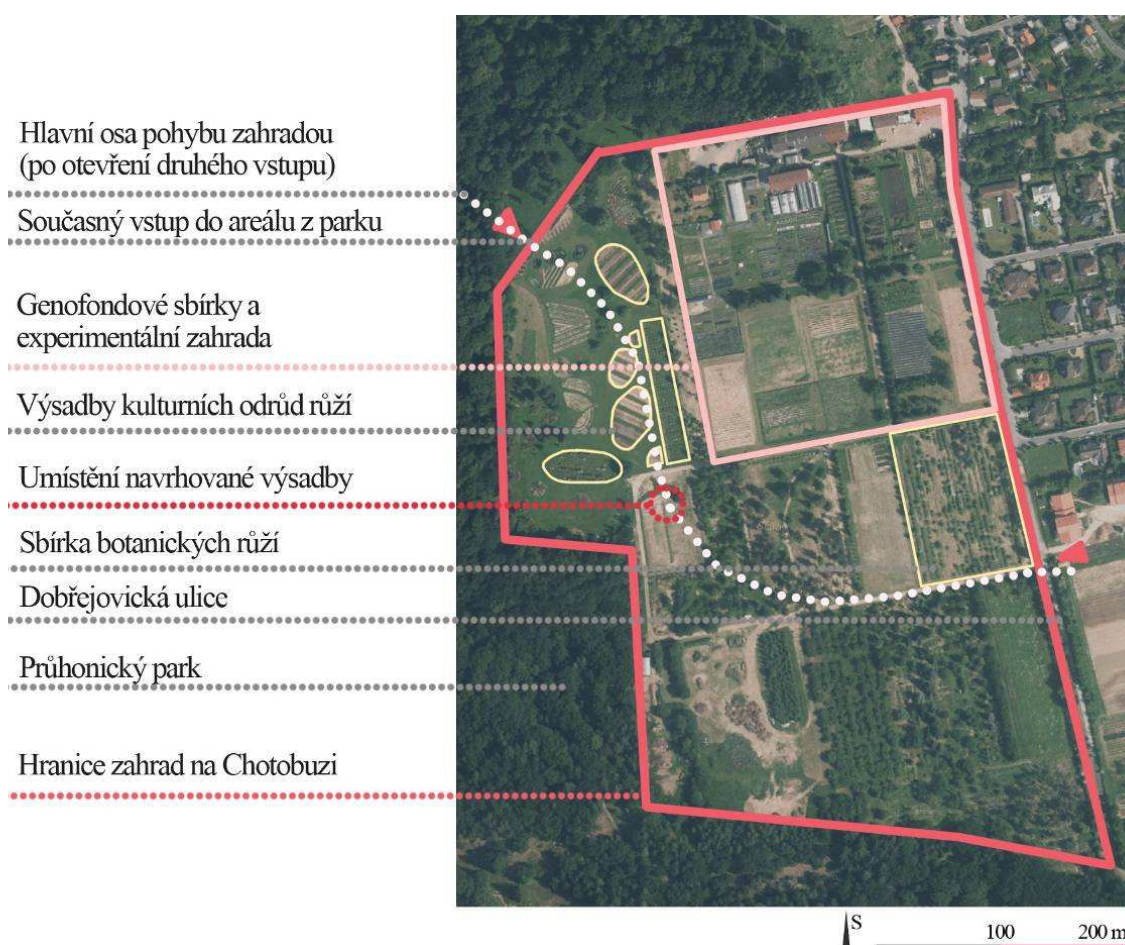 Hlavní osa pohybu zahradou
(po otevření druhého vstupu)
Současný vstup do areálu z parku
Genofondové sbírky a
experimentální zahrada
Výsadby kulturních odrůd růží
Umístění navrhované výsadby
Sbírka botanických růží
Dobřejovická ulice
Průhonický park
Hranice zahrad na Chotobuzi
S
100 200 m